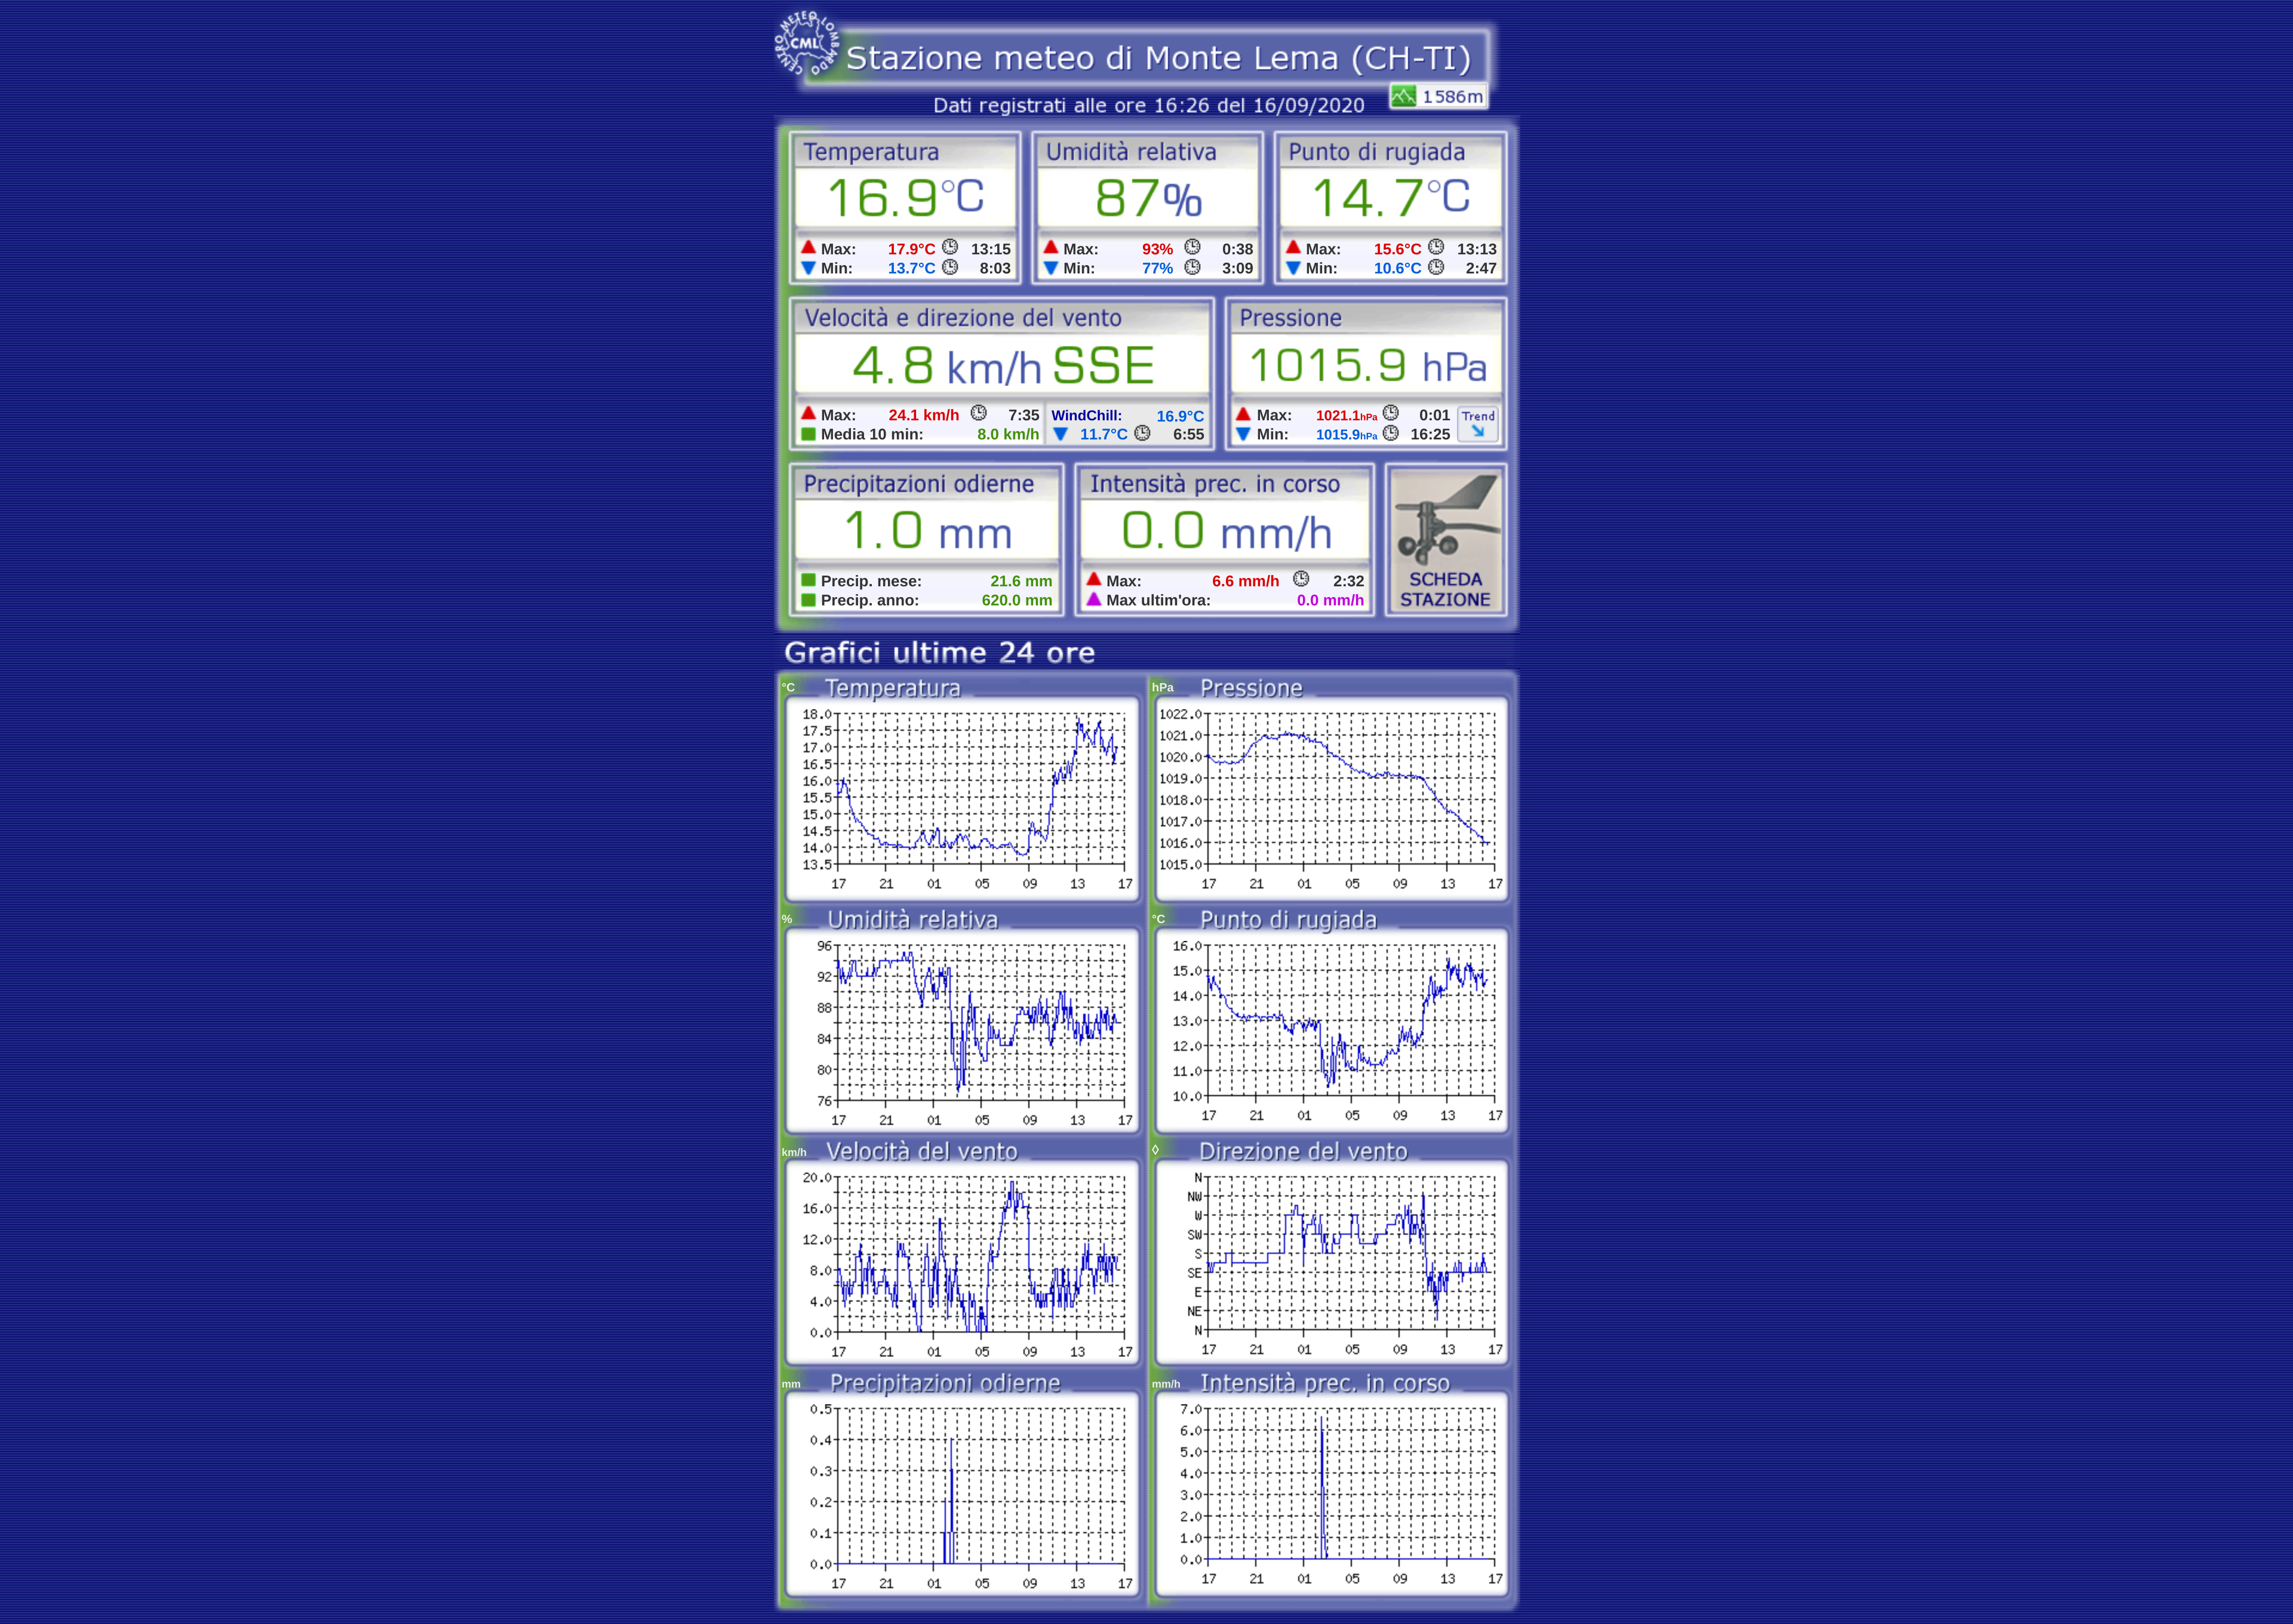 CENTRO METEO LOMBARDO
CML
Stazione meteo di Monte Lema (CH-TI)
1586m
Dati registrati alle ore 16:26 del 16/09/2020
Temperatura
16.9°C
Max: 17.9°C 13:15
Min: 13.7°C 8:03
Umidità relativa
87%
Max: 93% 0:38
Min: 77% 3:09
Punto di rugiada
14.7°C
Max: 15.6°C 13:13
Min: 10.6°C 2:47
Velocità e direzione del vento
4.8 km/h SSE
Max: 24.1 km/h 7:35
Media 10 min: 8.0 km/h
WindChill: 16.9°C
11.7°C 6:55
Pressione
1015.9 hPa
Max: 1021.1hPa 0:01
Min: 1015.9hPa 16:25
Trend
Precipitazioni odierne
1.0 mm
Precip. mese: 21.6 mm
Precip. anno: 620.0 mm
Intensità prec. in corso
0.0 mm/h
Max: 6.6 mm/h 2:32
Max ultim'ora: 0.0 mm/h
SCHEDA
STAZIONE
Grafici ultime 24 ore
°C Temperatura
18.0
17.5
17.0
16.5
16.0
15.5
15.0
14.5
14.0
13.5
17 21 01 05 09 13 17
hPa Pressione
1022.0
1021.0
1020.0
1019.0
1018.0
1017.0
1016.0
1015.0
17 21 01 05 09 13 17
% Umidità relativa
96
92
88
84
80
76
17 21 01 05 09 13 17
°C Punto di rugiada
16.0
15.0
14.0
13.0
12.0
11.0
10.0
17 21 01 05 09 13 17
km/h Velocità del vento
20.0
16.0
12.0
8.0
4.0
0.0
17 21 01 05 09 13 17
◊ Direzione del vento
N
NW
W
SW
S
SE
E
NE
N
17 21 01 05 09 13 17
mm Precipitazioni odierne
0.5
0.4
0.3
0.2
0.1
0.0
17 21 01 05 09 13 17
mm/h Intensità prec. in corso
7.0
6.0
5.0
4.0
3.0
2.0
1.0
0.0
17 21 01 05 09 13 17